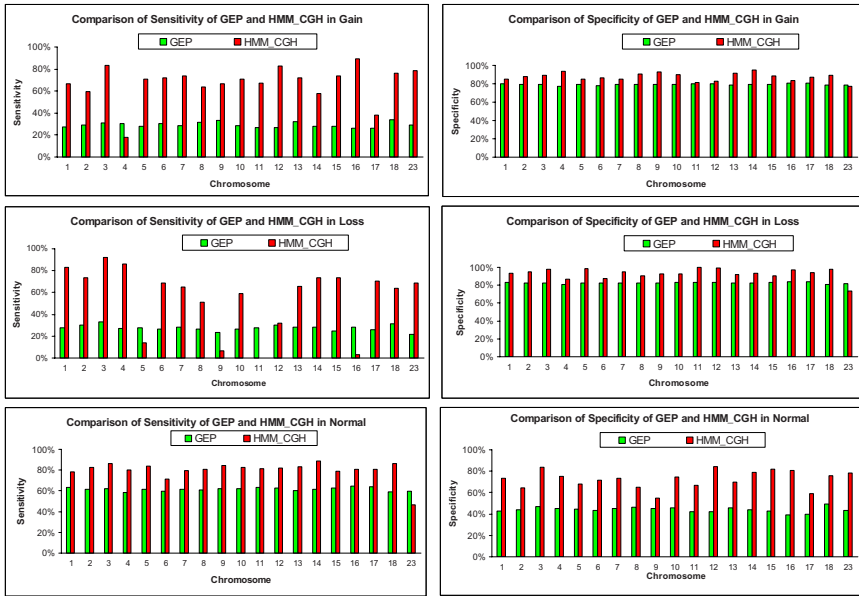 Comparison of Sensitivity of GEP and HMM_CGH in Gain
GEP HMM_CGH
Sensitivity
100%
80%
60%
40%
20%
0%
1 2 3 4 5 6 7 8 9 10 11 12 13 14 15 16 17 18 23
Chromosome
Comparison of Specificity of GEP and HMM_CGH in Gain
GEP HMM_CGH
Specificity
100%
80%
60%
40%
20%
0%
1 2 3 4 5 6 7 8 9 10 11 12 13 14 15 16 17 18 23
Chromosome
Comparison of Sensitivity of GEP and HMM_CGH in Loss
GEP HMM_CGH
Sensitivity
100%
80%
60%
40%
20%
0%
1 2 3 4 5 6 7 8 9 10 11 12 13 14 15 16 17 18 23
Chromosome
Comparison of Specificity of GEP and HMM_CGH in Loss
GEP HMM_CGH
Specificity
100%
80%
60%
40%
20%
0%
1 2 3 4 5 6 7 8 9 10 11 12 13 14 15 16 17 18 23
Chromosome
Comparison of Sensitivity of GEP and HMM_CGH in Normal
GEP HMM_CGH
Sensitivity
100%
80%
60%
40%
20%
0%
1 2 3 4 5 6 7 8 9 10 11 12 13 14 15 16 17 18 23
Chromosome
Comparison of Specificity of GEP and HMM_CGH in Normal
GEP HMM_CGH
Specificity
100%
80%
60%
40%
20%
0%
1 2 3 4 5 6 7 8 9 10 11 12 13 14 15 16 17 18 23
Chromosome